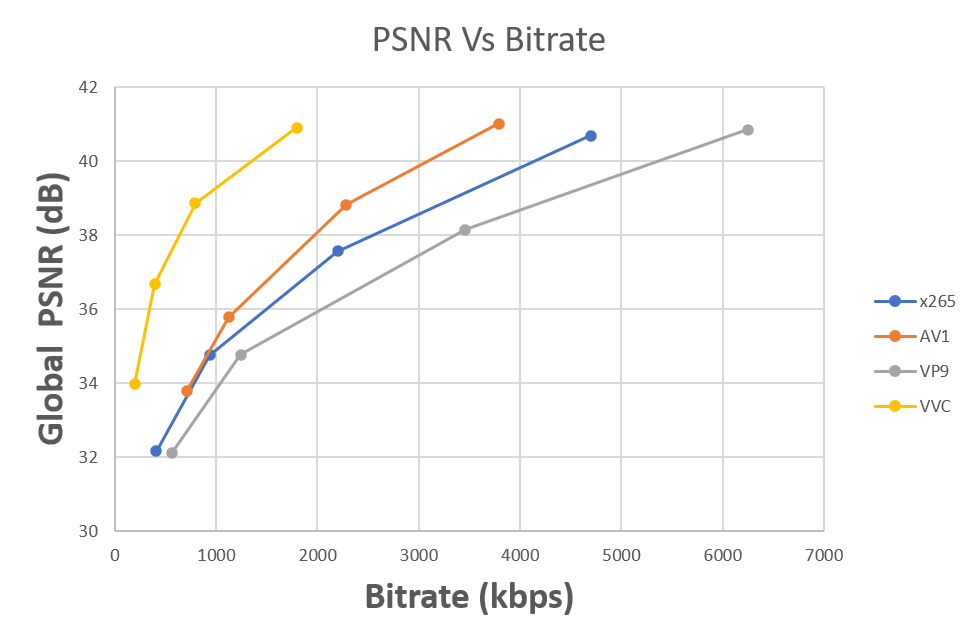 PSNR Vs Bitrate
42
40
38
36
34
32
30
Global PSNR (dB)
0 1000 2000 3000 4000 5000 6000 7000
Bitrate (kbps)
x265
AV1
VP9
VVC